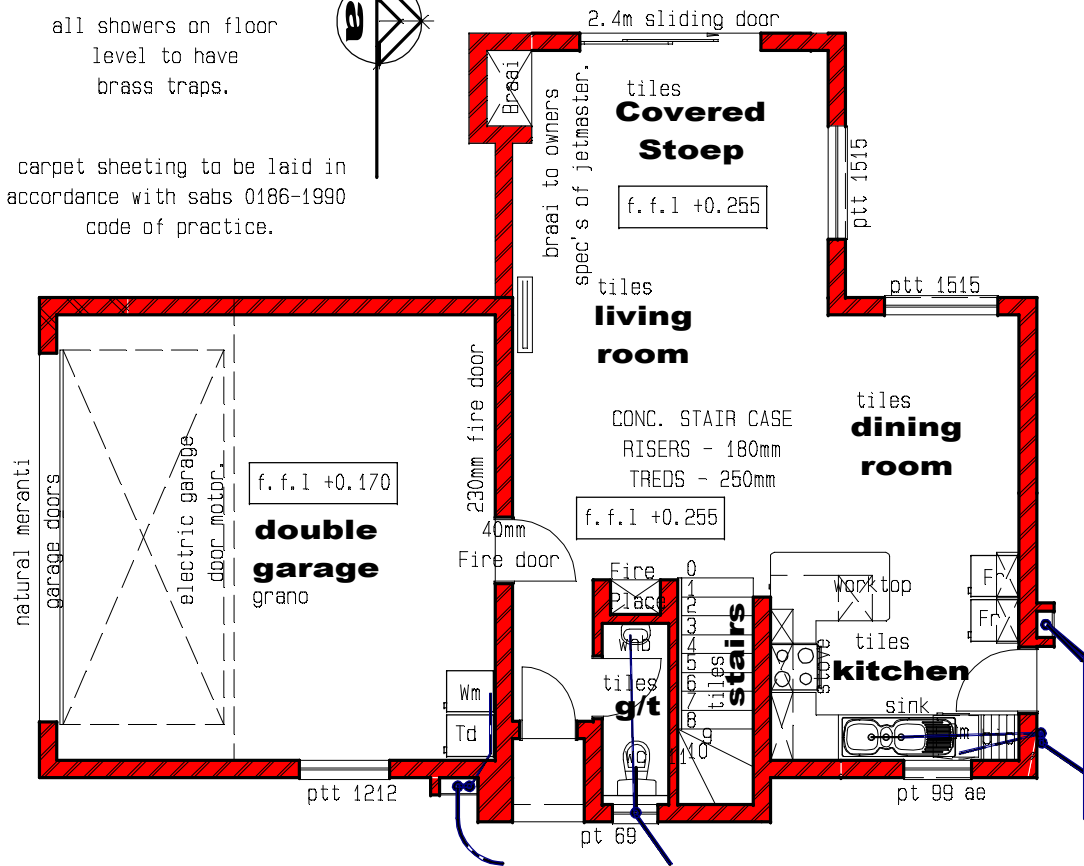 all showers on floor
level to have
brass traps.
a
carpet sheeting to be laid in
accordance with sabs 0186-1990
code of practice.
2.4m sliding door
Braai
braai to owners
spec's of jetmaster.
tiles
Covered
Stoep
f.f.l +0.255
ptt 1515
ptt 1515
tiles
living
room
tiles
dining
room
CONC. STAIR CASE
RISERS - 180mm
TREDS - 250mm
f.f.l +0.255
230mm fire door
40mm
Fire door
natural meranti
garage doors
electric garage
door motor.
f.f.l +0.170
double
garage
grano
Wm
Td
ptt 1212
Fire
Place
whb
tiles
g/t
wc
pt 69
0
1
2
3
4
5
6
7
8
9
10
11
tiles
stairs
worktop
Fr
Fr
stove
tiles
kitchen
sink
pt 99 ae